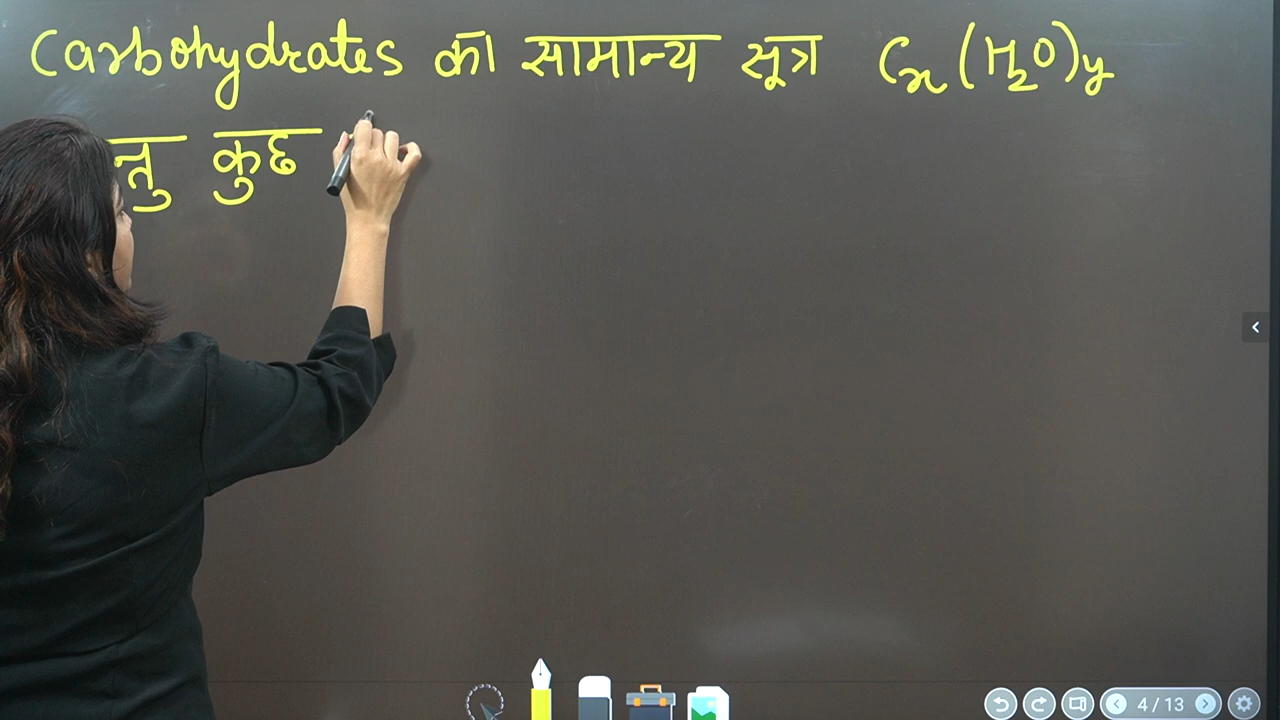 Carbohydrates का सामान्य सूत्र Cx(H2O)y
कुछ
4 / 13